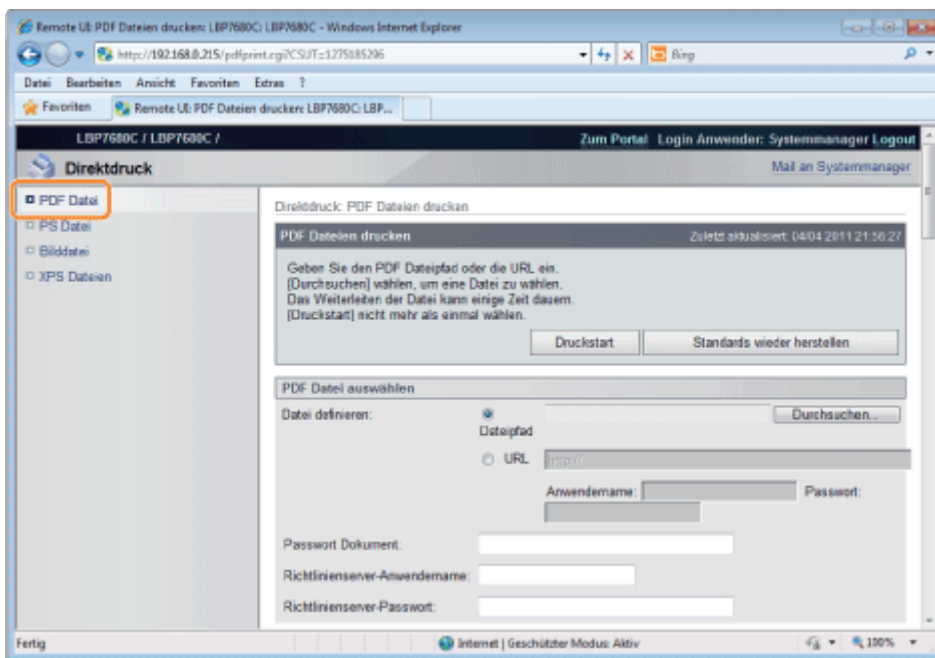 Remote UI: PDF Dateien drucken: LBP7680C: LBP7680C - Windows Internet Explorer
http://192.168.0.215/pdfprint.cgi?CSUT=1275185296
Bing
Datei Bearbeiten Ansicht Favoriten Extras ?
Favoriten
Remote UI: PDF Dateien drucken: LBP7680C: LBP...
LBP7680C / LBP7680C /
Zum Portal Login Anwender: Systemmanager Logout
Direktdruck
Mail an Systemmanager
PDF Datei
PS Datei
Bilddatei
XPS Dateien
Direktdruck: PDF Dateien drucken
PDF Dateien drucken
Zuletzt aktualisiert: 04/04 2011 21:56:27
Geben Sie den PDF Dateipfad oder die URL ein.
[Durchsuchen] wählen, um eine Datei zu wählen.
Das Weiterleiten der Datei kann einige Zeit dauern.
[Druckstart] nicht mehr als einmal wählen.
Druckstart
Standards wieder herstellen
PDF Datei auswählen
Datei definieren:
Dateipfad
Durchsuchen...
URL
http://
Anwendername:
Passwort:
Passwort Dokument:
Richtlinienserver-Anwendername:
Richtlinienserver-Passwort:
Fertig
Internet | Geschützter Modus: Aktiv
100%